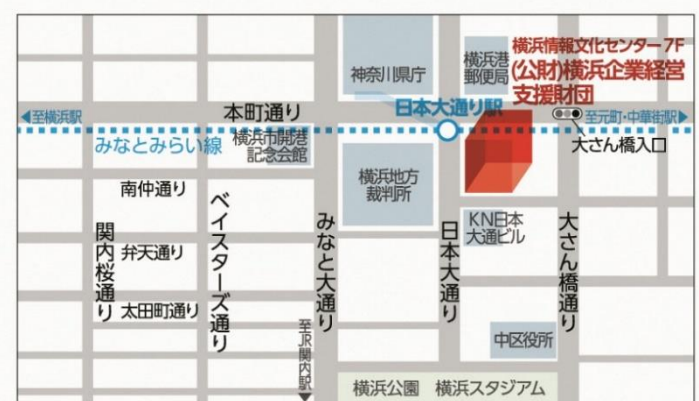 神奈川県庁
横浜港
郵便局
横浜情報文化センター7F
(公財)横浜企業経営
支援財団
本町通り
日本大通り駅
◀至横浜駅
至元町・中華街駅▶
みなとみらい線
横浜市開港
記念会館
大さん橋入口
横浜地方
裁判所
南仲通り
ベイスターズ通り
みなと大通り
日本大通り
KN日本
大通ビル
大さん橋通り
関内桜通り
弁天通り
太田町通り
至JR関内駅
中区役所
横浜公園 横浜スタジアム